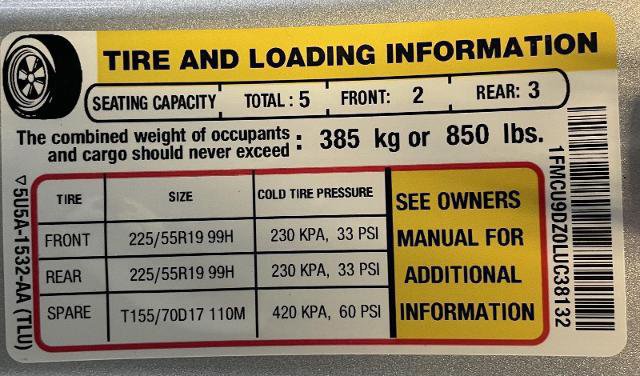 TIRE AND LOADING INFORMATION
SEATING CAPACITY TOTAL : 5 FRONT: 2 REAR: 3
The combined weight of occupants and cargo should never exceed : 385 kg or 850 lbs.
TIRE SIZE COLD TIRE PRESSURE
FRONT 225/55R19 99H 230 KPA, 33 PSI
REAR 225/55R19 99H 230 KPA, 33 PSI
SPARE T155/70D17 110M 420 KPA, 60 PSI
SEE OWNERS
MANUAL FOR
ADDITIONAL
INFORMATION
5U5A-1532-AA (TLU)
1FMCU9DZ0LUC38132